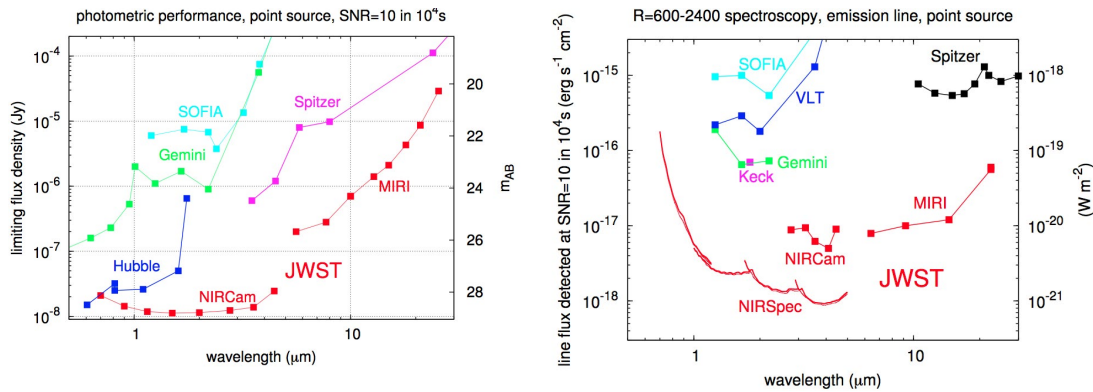 photometric performance, point source, SNR=10 in 10⁴s
limiting flux density (Jy)
10⁻⁴
10⁻⁵
10⁻⁶
10⁻⁷
10⁻⁸
SOFIA
Gemini
Hubble
Spitzer
MIRI
JWST
NIRCam
20
22
24
26
28
m_AB
1
10
wavelength (μm)
R=600-2400 spectroscopy, emission line, point source
line flux detected at SNR=10 in 10⁴s (erg s⁻¹ cm⁻²)
10⁻¹⁵
10⁻¹⁶
10⁻¹⁷
10⁻¹⁸
SOFIA
VLT
Gemini
Keck
Spitzer
MIRI
NIRCam
JWST
NIRSpec
10⁻¹⁸
10⁻¹⁹
10⁻²⁰
10⁻²¹
(W m⁻²)
1
10
wavelength (μm)